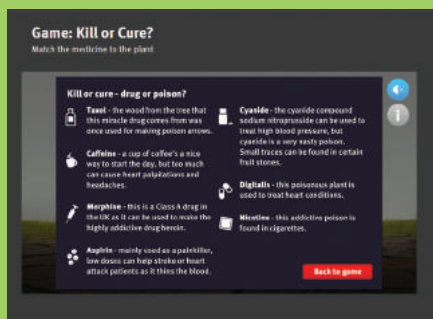 Game: Kill or Cure?
Match the medicine to the plant
Kill or cure - drug or poison?
Taxol - the wood from the tree that
this miracle drug comes from was
once used for making poison arrows.
Caffeine - a cup of coffee's a nice
way to start the day, but too much
can cause heart palpitations and
headaches.
Morphine - this is a Class A drug in
the UK as it can be used to make the
highly addictive drug heroin.
Aspirin - mainly used as a painkiller,
low doses can help stroke or heart
attack patients as it thins the blood.
Cyanide - the cyanide compound
sodium nitroprusside can be used to
treat high blood pressure, but
cyanide is a very nasty poison.
Small traces can be found in certain
fruit stones.
Digitalis - this poisonous plant is
used to treat heart conditions.
Nicotine - this addictive poison is
found in cigarettes.
Back to game